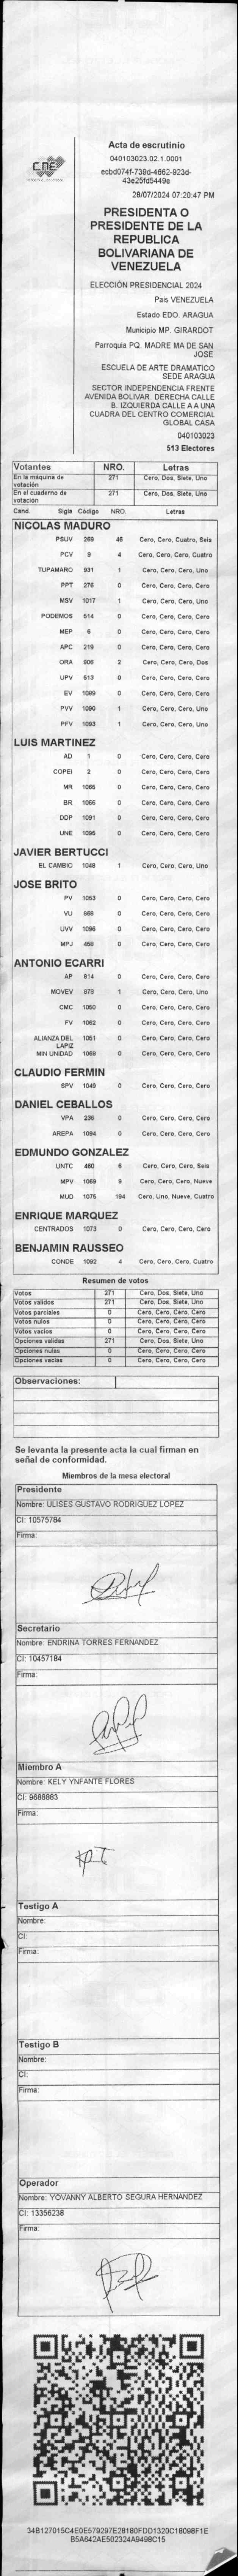 CNE
Acta de escrutinio
040103023.02.1.0001
ecbd074f-739d-4662-923d-
43e25fd5449e
28/07/2024 07:20:47 PM
PRESIDENTA O
PRESIDENTE DE LA
REPUBLICA
BOLIVARIANA DE
VENEZUELA
ELECCIÓN PRESIDENCIAL 2024
País VENEZUELA
Estado EDO. ARAGUA
Municipio MP. GIRARDOT
Parroquia PQ. MADRE MA DE SAN
JOSE
ESCUELA DE ARTE DRAMATICO
SEDE ARAGUA
SECTOR INDEPENDENCIA FRENTE
AVENIDA BOLIVAR. DERECHA CALLE
B. IZQUIERDA CALLE A A UNA
CUADRA DEL CENTRO COMERCIAL
GLOBAL CASA
040103023
513 Electores
Votantes NRO. Letras
En la máquina de votación 271 Cero, Dos, Siete, Uno
En el cuaderno de votación 271 Cero, Dos, Siete, Uno
Cand. Sigla Código NRO. Letras
NICOLAS MADURO
PSUV 269 46 Cero, Cero, Cuatro, Seis
PCV 9 4 Cero, Cero, Cero, Cuatro
TUPAMARO 931 1 Cero, Cero, Cero, Uno
PPT 276 0 Cero, Cero, Cero, Cero
MSV 1017 1 Cero, Cero, Cero, Uno
PODEMOS 514 0 Cero, Cero, Cero, Cero
MEP 6 0 Cero, Cero, Cero, Cero
APC 219 0 Cero, Cero, Cero, Cero
ORA 906 2 Cero, Cero, Cero, Dos
UPV 513 0 Cero, Cero, Cero, Cero
EV 1089 0 Cero, Cero, Cero, Cero
PVV 1090 1 Cero, Cero, Cero, Uno
PFV 1093 1 Cero, Cero, Cero, Uno
LUIS MARTINEZ
AD 1 0 Cero, Cero, Cero, Cero
COPEI 2 0 Cero, Cero, Cero, Cero
MR 1065 0 Cero, Cero, Cero, Cero
BR 1066 0 Cero, Cero, Cero, Cero
DDP 1091 0 Cero, Cero, Cero, Cero
UNE 1096 0 Cero, Cero, Cero, Cero
JAVIER BERTUCCI
EL CAMBIO 1048 1 Cero, Cero, Cero, Uno
JOSE BRITO
PV 1053 0 Cero, Cero, Cero, Cero
VU 868 0 Cero, Cero, Cero, Cero
UVV 1096 0 Cero, Cero, Cero, Cero
MPJ 458 0 Cero, Cero, Cero, Cero
ANTONIO ECARRI
AP 814 0 Cero, Cero, Cero, Cero
MOVEV 879 1 Cero, Cero, Cero, Uno
CMC 1050 0 Cero, Cero, Cero, Cero
FV 1062 0 Cero, Cero, Cero, Cero
ALIANZA DEL LAPIZ 1051 0 Cero, Cero, Cero, Cero
MIN UNIDAD 1068 0 Cero, Cero, Cero, Cero
CLAUDIO FERMIN
SPV 1049 0 Cero, Cero, Cero, Cero
DANIEL CEBALLOS
VPA 236 0 Cero, Cero, Cero, Cero
AREPA 1094 0 Cero, Cero, Cero, Cero
EDMUNDO GONZALEZ
UNTC 460 6 Cero, Cero, Cero, Seis
MPV 1069 9 Cero, Cero, Cero, Nueve
MUD 1075 194 Cero, Uno, Nueve, Cuatro
ENRIQUE MARQUEZ
CENTRADOS 1073 0 Cero, Cero, Cero, Cero
BENJAMIN RAUSSEO
CONDE 1092 4 Cero, Cero, Cero, Cuatro
Resumen de votos
Votos 271 Cero, Dos, Siete, Uno
Votos validos 271 Cero, Dos, Siete, Uno
Votos parciales 0 Cero, Cero, Cero, Cero
Votos nulos 0 Cero, Cero, Cero, Cero
Votos vacios 0 Cero, Cero, Cero, Cero
Opciones validas 271 Cero, Dos, Siete, Uno
Opciones nulas 0 Cero, Cero, Cero, Cero
Opciones vacias 0 Cero, Cero, Cero, Cero
Observaciones:
Se levanta la presente acta la cual firman en
señal de conformidad.
Miembros de la mesa electoral
Presidente
Nombre: ULISES GUSTAVO RODRIGUEZ LOPEZ
CI: 10575784
Firma:
Secretario
Nombre: ENDRINA TORRES FERNANDEZ
CI: 10457184
Firma:
Miembro A
Nombre: KELY YNFANTE FLORES
CI: 9688863
Firma:
Testigo A
Nombre:
CI:
Firma:
Testigo B
Nombre:
CI:
Firma:
Operador
Nombre: YOVANNY ALBERTO SEGURA HERNANDEZ
CI: 13356238
Firma:
34B127015C4E0E579297E28180FDD1320C18098F1E
B5A642AE502324A9498C15